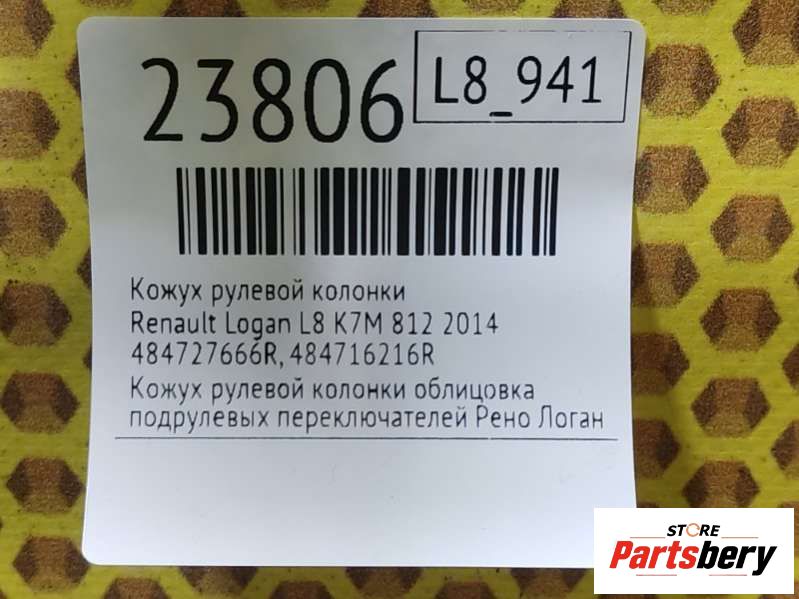 23806
L8_941
Кожух рулевой колонки
Renault Logan L8 K7M 812 2014
484727666R, 484716216R
Кожух рулевой колонки облицовка
подрулевых переключателей Рено Логан
STORE
Partsbery